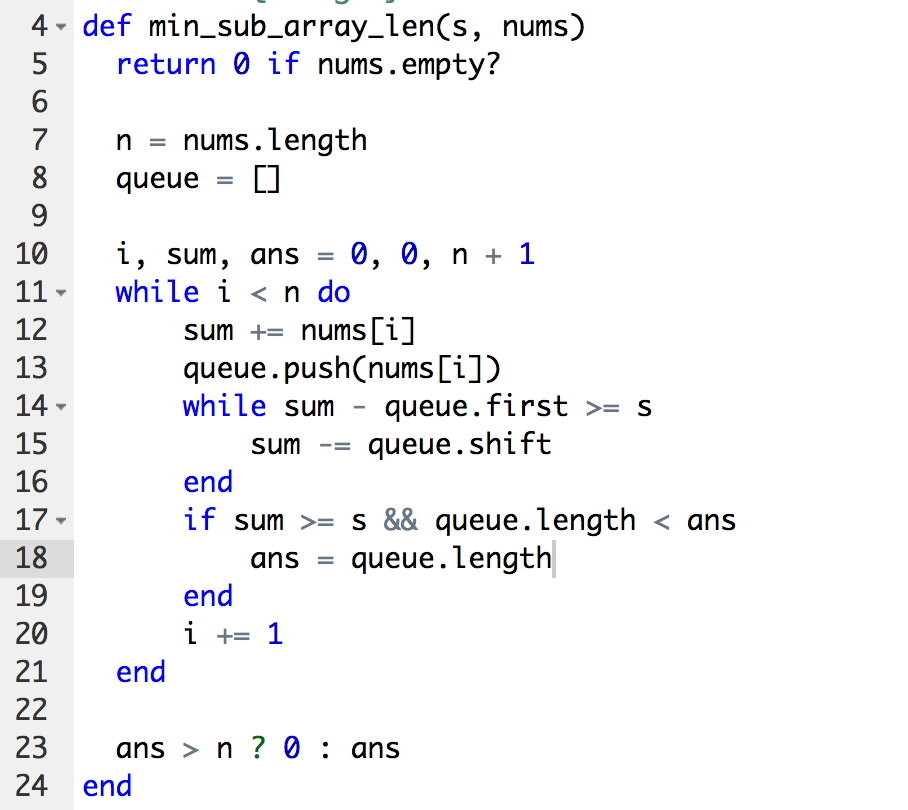 4 def min_sub_array_len(s, nums)
5 return 0 if nums.empty?
6
7 n = nums.length
8 queue = []
9
10 i, sum, ans = 0, 0, n + 1
11 while i < n do
12 sum += nums[i]
13 queue.push(nums[i])
14 while sum - queue.first >= s
15 sum -= queue.shift
16 end
17 if sum >= s && queue.length < ans
18 ans = queue.length
19 end
20 i += 1
21 end
22
23 ans > n ? 0 : ans
24 end